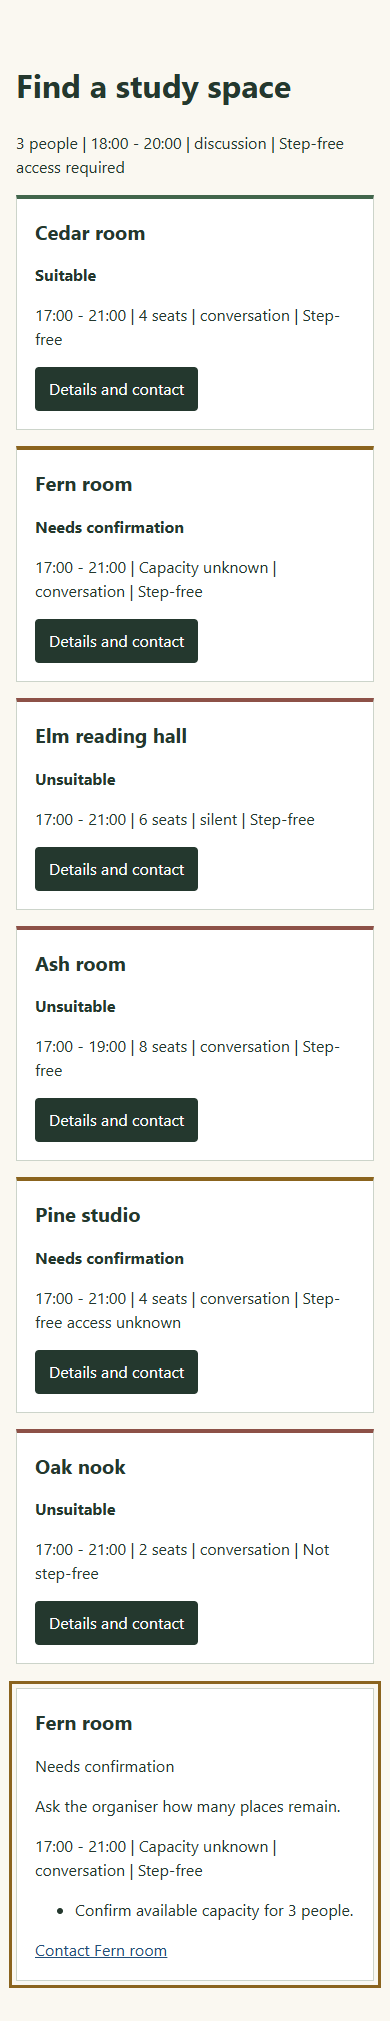 Find a study space
3 people | 18:00 - 20:00 | discussion | Step-free
access required
Cedar room
Suitable
17:00 - 21:00 | 4 seats | conversation | Step-
free
Details and contact
Fern room
Needs confirmation
17:00 - 21:00 | Capacity unknown |
conversation | Step-free
Details and contact
Elm reading hall
Unsuitable
17:00 - 21:00 | 6 seats | silent | Step-free
Details and contact
Ash room
Unsuitable
17:00 - 19:00 | 8 seats | conversation | Step-
free
Details and contact
Pine studio
Needs confirmation
17:00 - 21:00 | 4 seats | conversation | Step-
free access unknown
Details and contact
Oak nook
Unsuitable
17:00 - 21:00 | 2 seats | conversation | Not
step-free
Details and contact
Fern room
Needs confirmation
Ask the organiser how many places remain.
17:00 - 21:00 | Capacity unknown |
conversation | Step-free
• Confirm available capacity for 3 people.
Contact Fern room